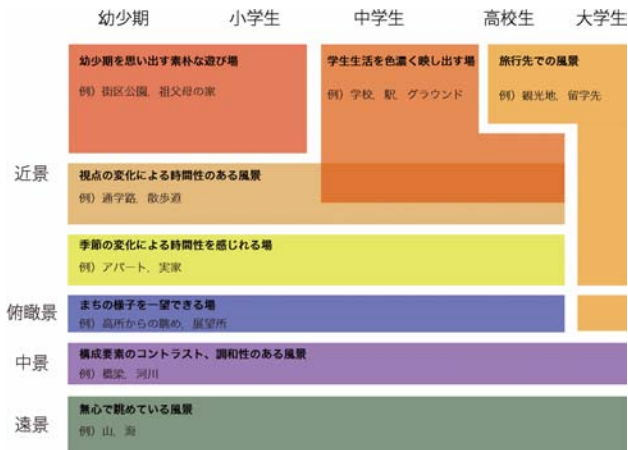 幼少期 小学生 中学生 高校生 大学生
幼少期を思い出す素朴な遊び場
例）街区公園、祖父母の家
学生生活を色濃く映し出す場
例）学校、駅、グラウンド
旅行先での風景
例）観光地、留学先
近景
視点の変化による時間性のある風景
例）通学路、散歩道
季節の変化による時間性を感じれる場
例）アパート、実家
俯瞰景
まちの様子を一望できる場
例）高所からの眺め、展望所
中景
構成要素のコントラスト、調和性のある風景
例）橋梁、河川
遠景
無心で眺めている風景
例）山、海